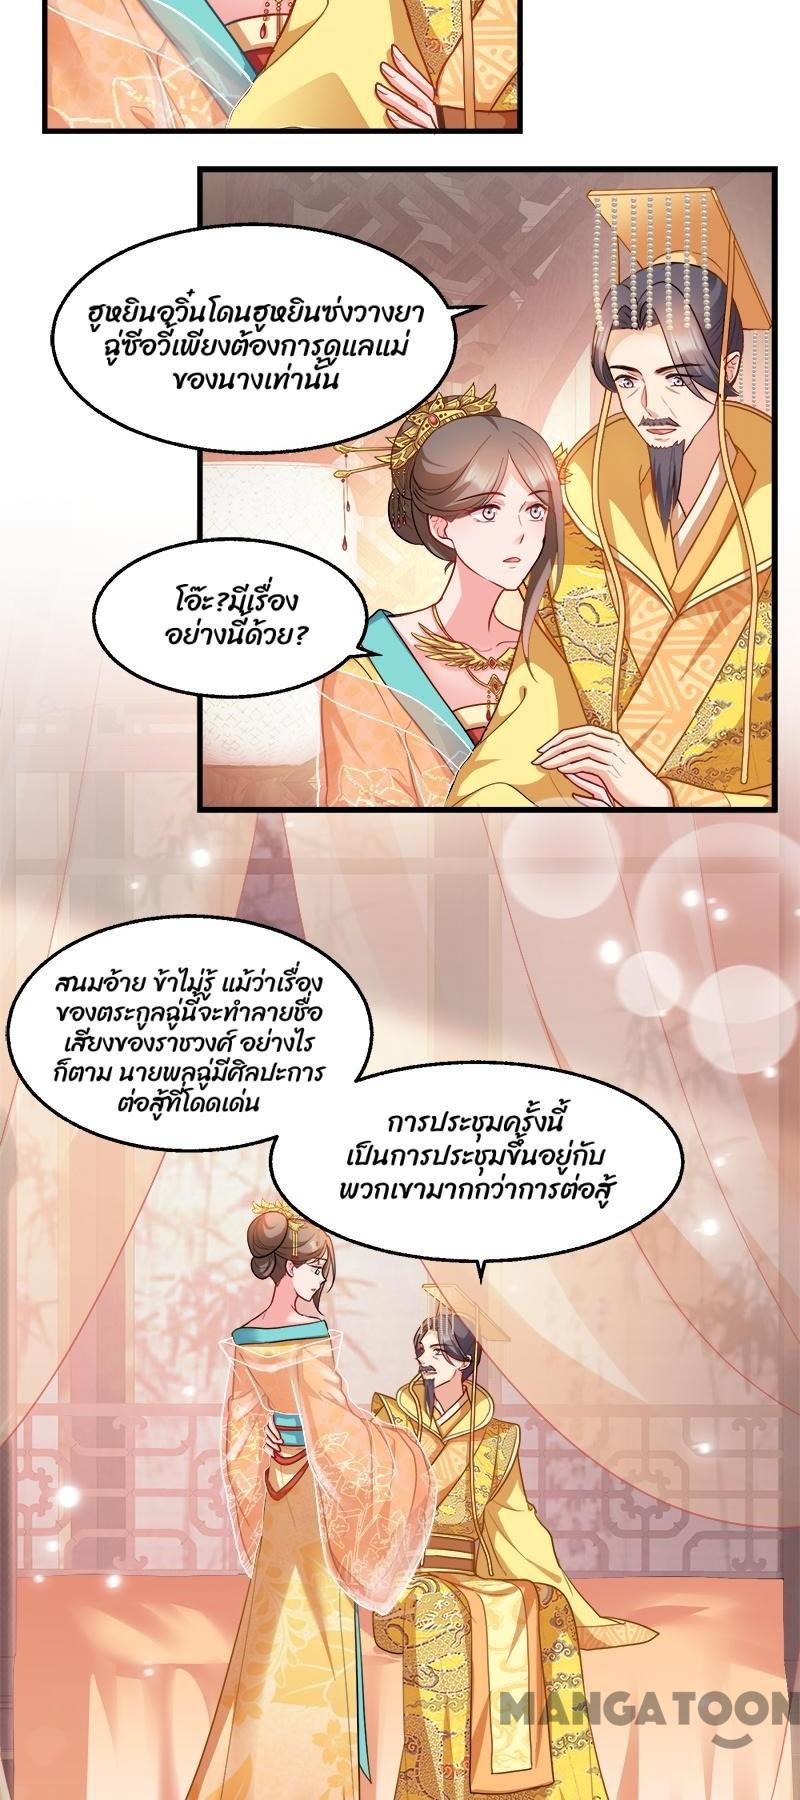 ฮูหยินอวิ๋นโดนฮูหยินซ่งวางยา
ฉู่ซีอวี้เพียงต้องการดูแลแม่
ของนางเท่านั้น
โอ๊ะ?มีเรื่อง
อย่างนี้ด้วย?
สนมอ้าย ข้าไม่รู้ แม้ว่าเรื่อง
ของตระกูลฉู่นี้จะทำลายชื่อ
เสียงของราชวงศ์ อย่างไร
ก็ตาม นายพลฉู่มีศิลปะการ
ต่อสู้ที่โดดเด่น
การประชุมครั้งนี้
เป็นการประชุมขึ้นอยู่กับ
พวกเขามากกว่าการต่อสู้
MANGATOON